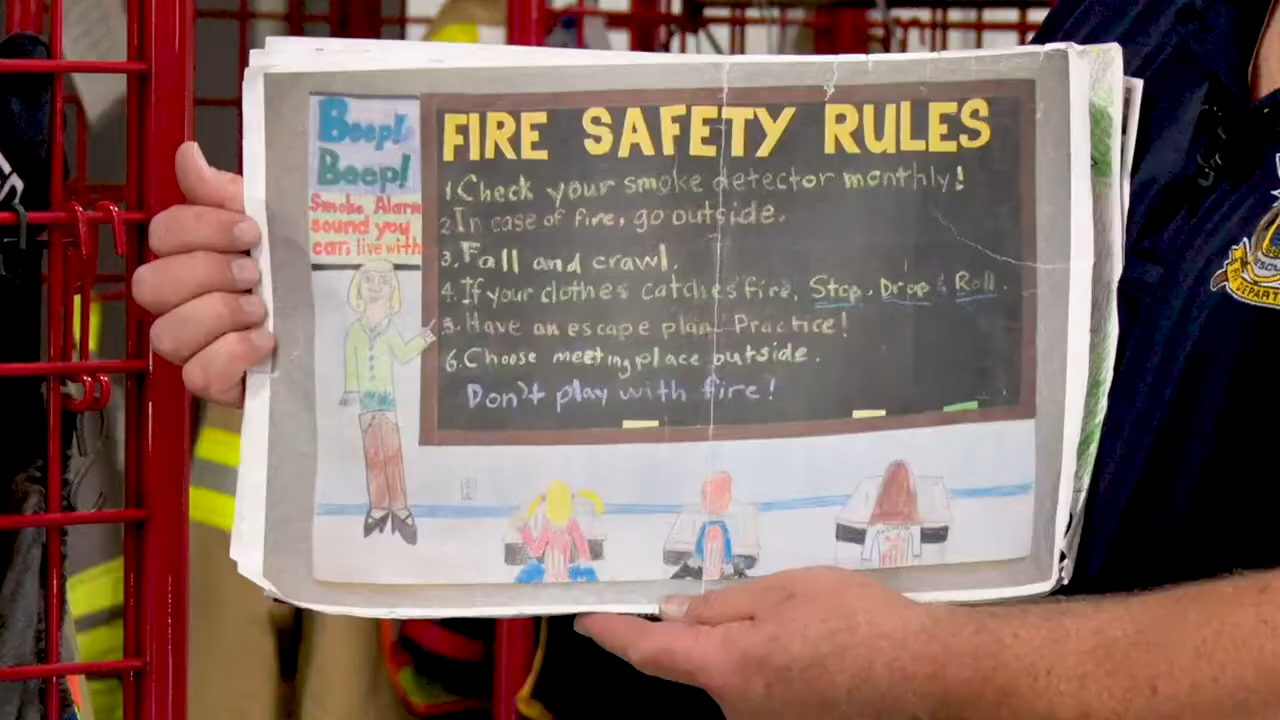 Beep!
Beep!
Smoke Alarm
sound you
can live with
FIRE SAFETY RULES
1. Check your smoke detector monthly!
2. In case of fire, go outside.
3. Fall and crawl.
4. If your clothes catches fire, Stop, Drop & Roll.
5. Have an escape plan. Practice!
6. Choose meeting place outside.
Don't play with fire!
DEPART